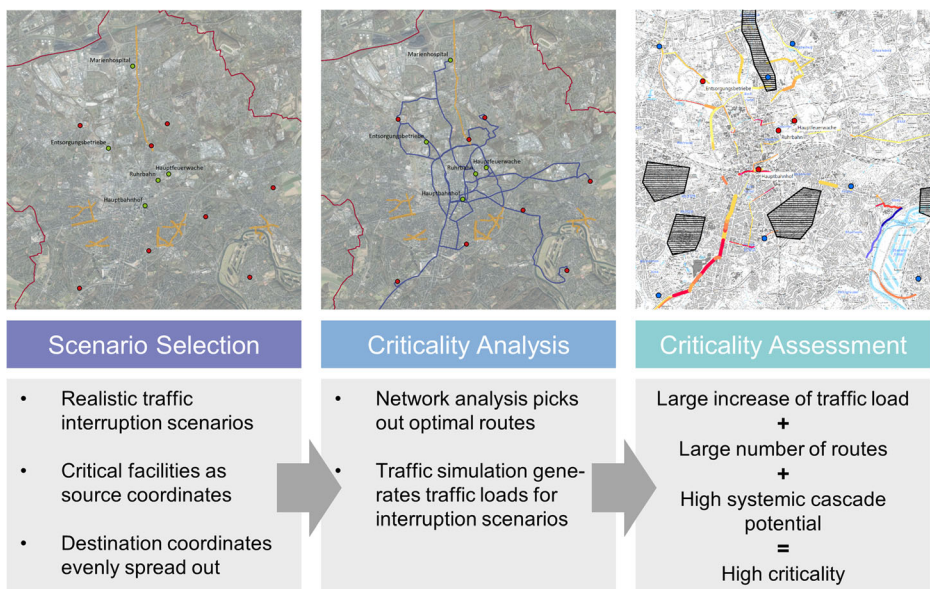 Marienhospital
Entsorgungsbetriebe
Hauptfeuerwache
Ruhrbahn
Hauptbahnhof
Marienhospital
Entsorgungsbetriebe
Hauptfeuerwache
Ruhrbahn
Hauptbahnhof
Entsorgungsbetriebe
Hauptfeuerwache
Ruhrbahn
Hauptbahnhof
Scenario Selection
Criticality Analysis
Criticality Assessment
• Realistic traffic
interruption scenarios
• Critical facilities as
source coordinates
• Destination coordinates
evenly spread out
• Network analysis picks
out optimal routes
• Traffic simulation gene-
rates traffic loads for
interruption scenarios
Large increase of traffic load
+
Large number of routes
+
High systemic cascade
potential
=
High criticality